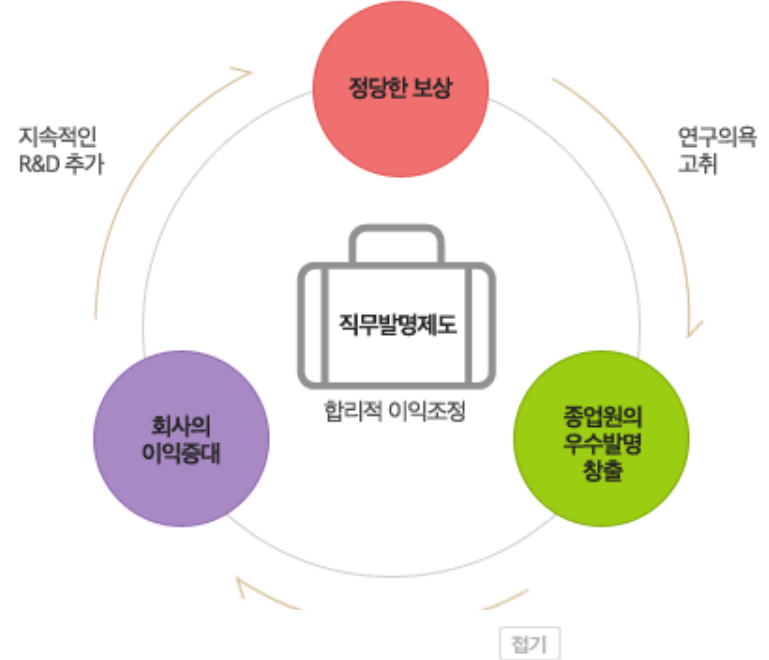 정당한 보상
지속적인
R&D 추가
연구의욕
고취
직무발명제도
합리적 이익조정
회사의
이익증대
종업원의
우수발명
창출
접기